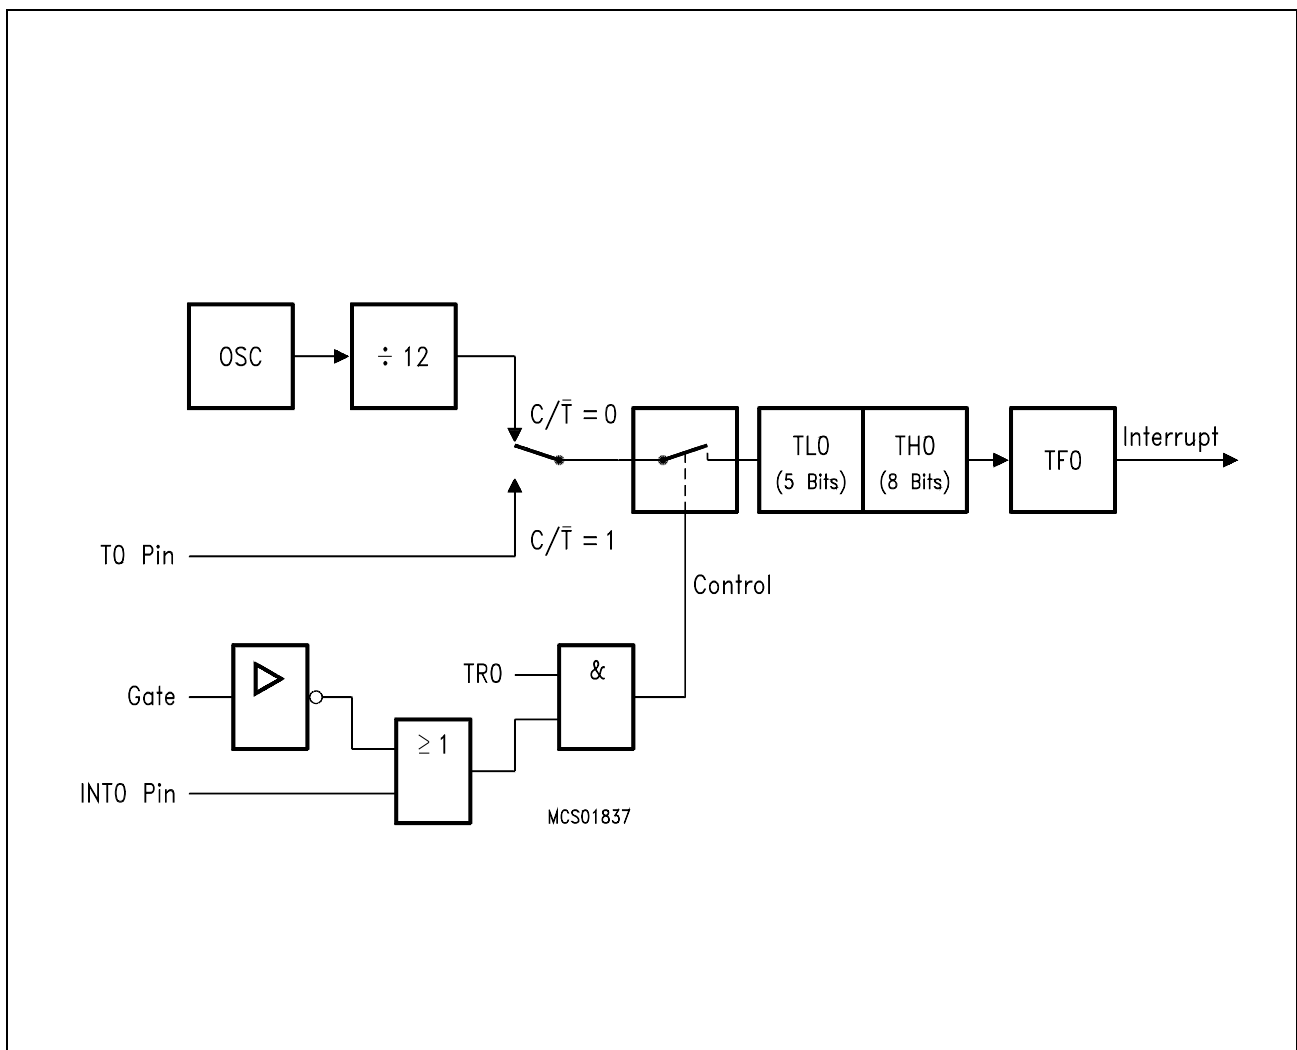 OSC
÷ 12
C/T̅ = 0
TL0
(5 Bits)
TH0
(8 Bits)
TF0
Interrupt
C/T̅ = 1
T0 Pin
Control
Gate
TR0
&
≥ 1
INT0 Pin
MCS01837